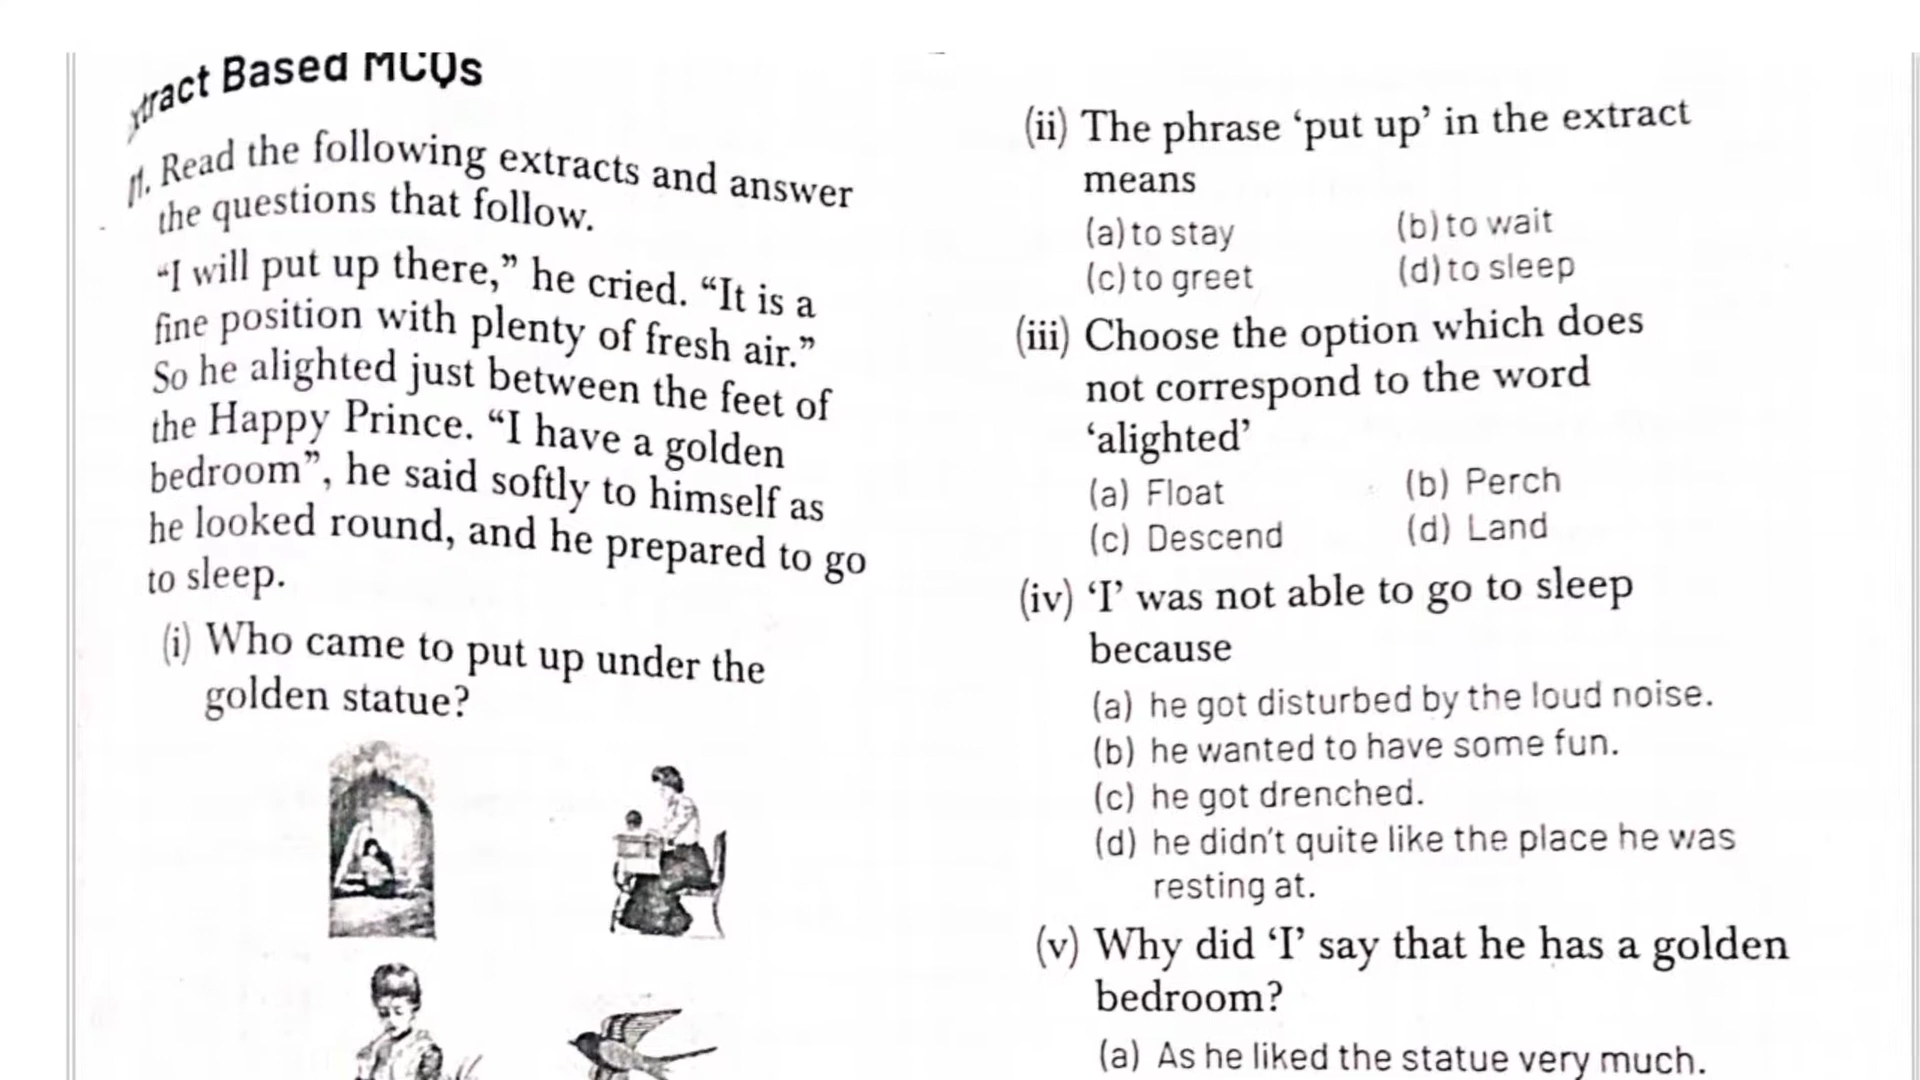 xtract Based MCQs
1. Read the following extracts and answer
the questions that follow.
“I will put up there,” he cried. “It is a
fine position with plenty of fresh air.”
So he alighted just between the feet of
the Happy Prince. “I have a golden
bedroom”, he said softly to himself as
he looked round, and he prepared to go
to sleep.
(i) Who came to put up under the
golden statue?
(ii) The phrase ‘put up’ in the extract
means
(a) to stay (b) to wait
(c) to greet (d) to sleep
(iii) Choose the option which does
not correspond to the word
‘alighted’
(a) Float (b) Perch
(c) Descend (d) Land
(iv) ‘I’ was not able to go to sleep
because
(a) he got disturbed by the loud noise.
(b) he wanted to have some fun.
(c) he got drenched.
(d) he didn’t quite like the place he was
resting at.
(v) Why did ‘I’ say that he has a golden
bedroom?
(a) As he liked the statue very much.